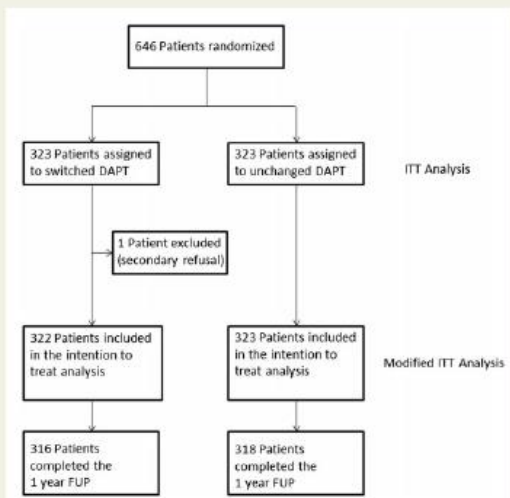 646 Patients randomized
323 Patients assigned
to switched DAPT
323 Patients assigned
to unchanged DAPT
ITT Analysis
1 Patient excluded
(secondary refusal)
322 Patients included
in the intention to
treat analysis
323 Patients included
in the intention to
treat analysis
Modified ITT Analysis
316 Patients
completed the
1 year FUP
318 Patients
completed the
1 year FUP